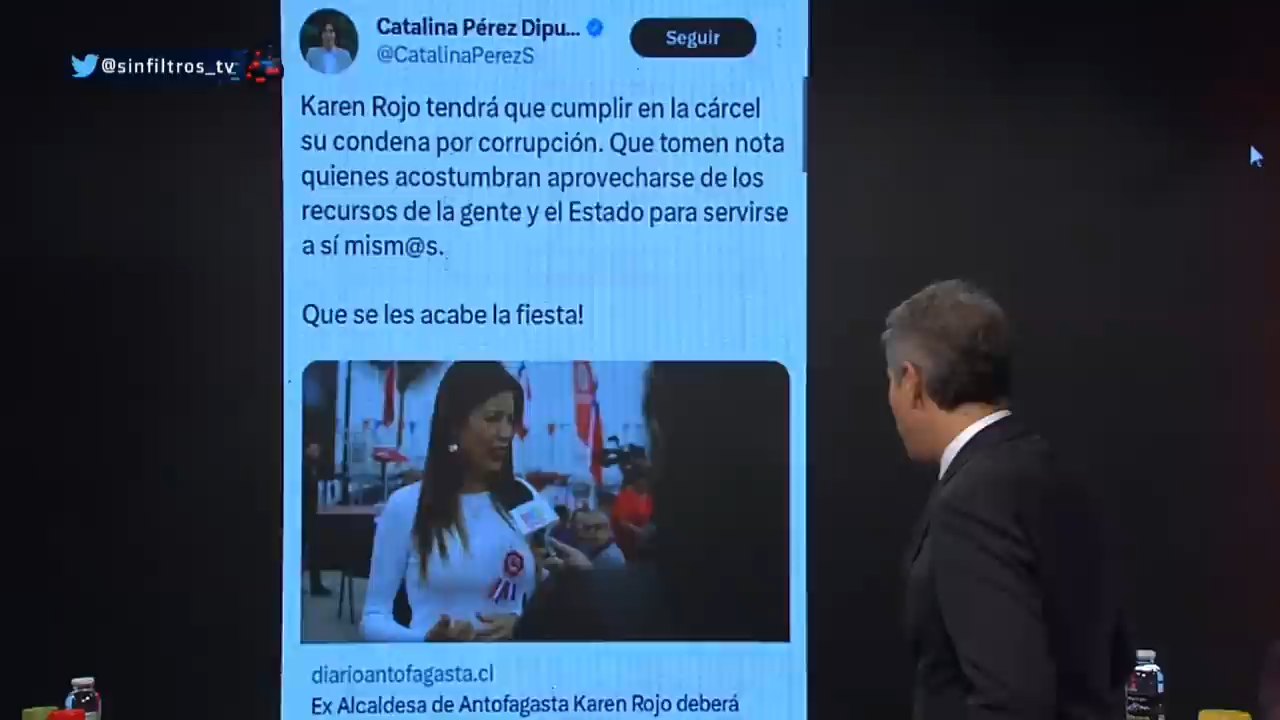 @sinfiltros_tv
Catalina Pérez Dipu...
@CatalinaPerezS
Seguir
Karen Rojo tendrá que cumplir en la cárcel
su condena por corrupción. Que tomen nota
quienes acostumbran aprovecharse de los
recursos de la gente y el Estado para servirse
a sí mism@s.
Que se les acabe la fiesta!
diarioantofagasta.cl
Ex Alcaldesa de Antofagasta Karen Rojo deberá